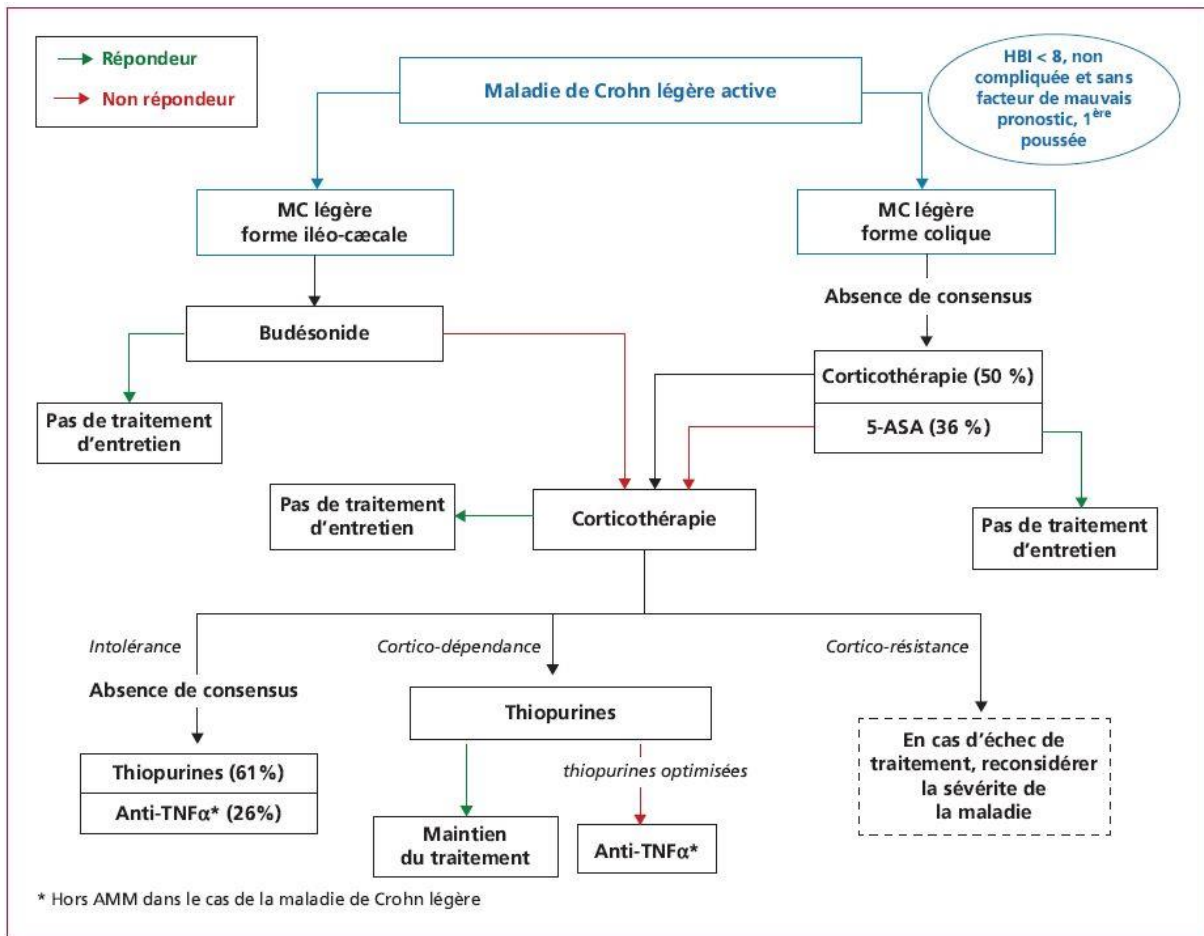 Répondeur
Non répondeur
Maladie de Crohn légère active
HBI < 8, non
compliquée et sans
facteur de mauvais
pronostic, 1ère
poussée
MC légère
forme iléo-cæcale
MC légère
forme colique
Absence de consensus
Budésonide
Corticothérapie (50 %)
5-ASA (36 %)
Pas de traitement
d'entretien
Pas de traitement
d'entretien
Corticothérapie
Pas de traitement
d'entretien
Intolérance
Cortico-dépendance
Cortico-résistance
Absence de consensus
Thiopurines
En cas d'échec de
traitement, reconsidérer
la sévérite de
la maladie
Thiopurines (61%)
Anti-TNFα* (26%)
thiopurines optimisées
Maintien
du traitement
Anti-TNFα*
* Hors AMM dans le cas de la maladie de Crohn légère